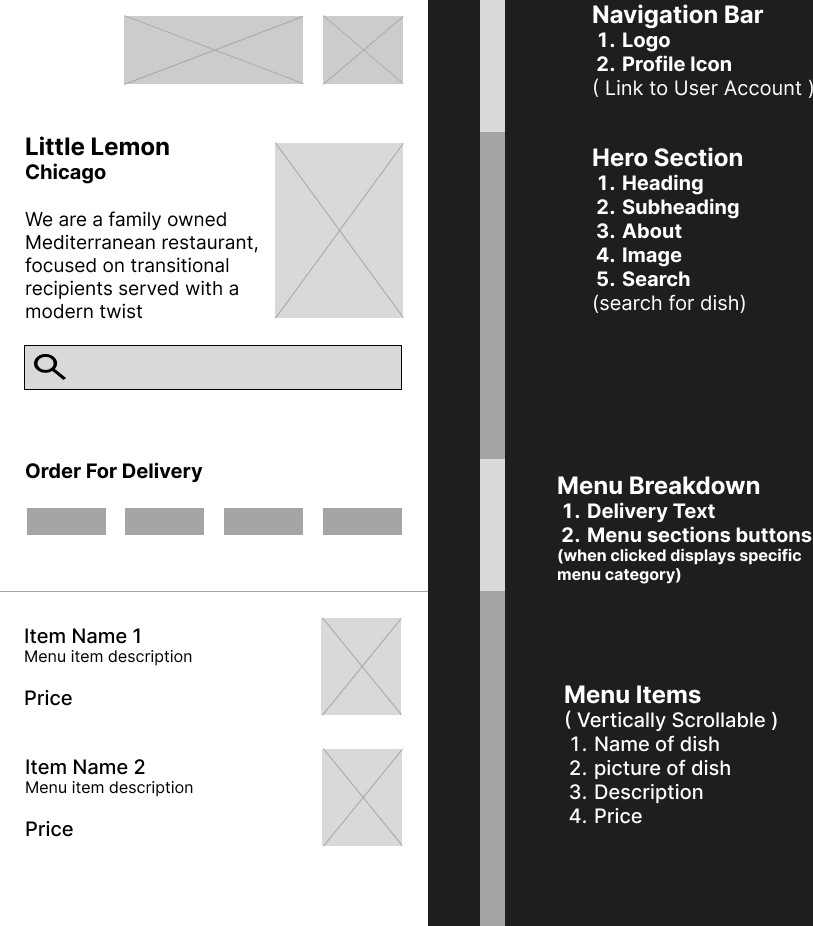 Little Lemon
Chicago
We are a family owned
Mediterranean restaurant,
focused on transitional
recipients served with a
modern twist
Order For Delivery
Item Name 1
Menu item description
Price
Item Name 2
Menu item description
Price
Navigation Bar
1. Logo
2. Profile Icon
( Link to User Account )
Hero Section
1. Heading
2. Subheading
3. About
4. Image
5. Search
(search for dish)
Menu Breakdown
1. Delivery Text
2. Menu sections buttons
(when clicked displays specific
menu category)
Menu Items
( Vertically Scrollable )
1. Name of dish
2. picture of dish
3. Description
4. Price